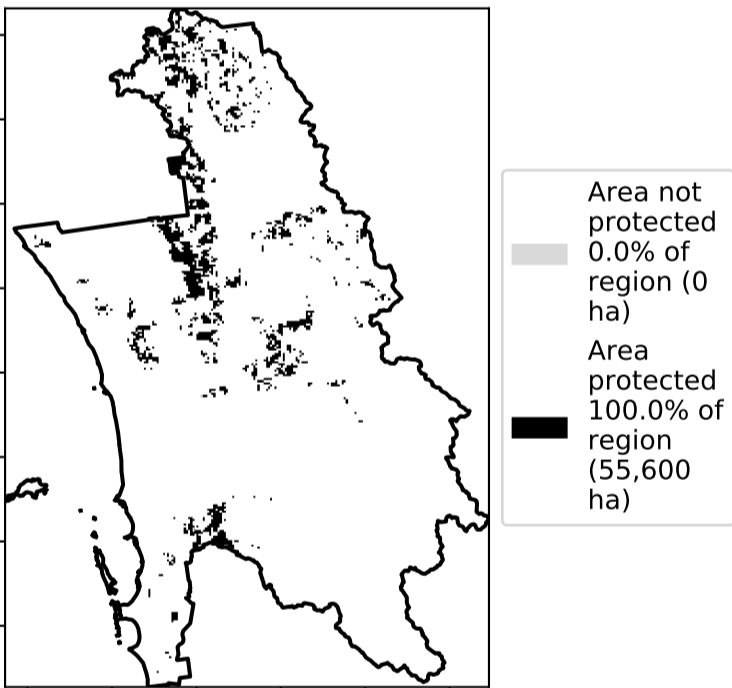 Area not
protected
0.0% of
region (0
ha)
Area
protected
100.0% of
region
(55,600
ha)